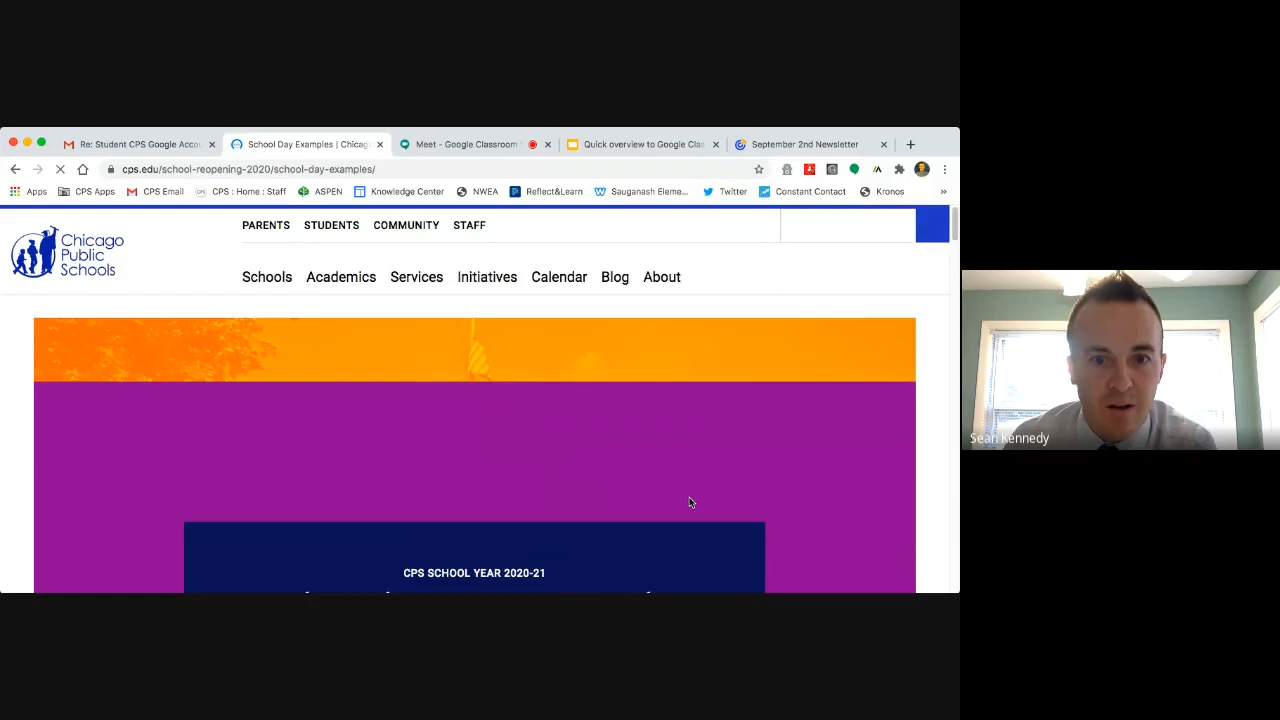 Re: Student CPS Google Accou
School Day Examples | Chicago
Meet - Google Classroom
Quick overview to Google Clas
September 2nd Newsletter
cps.edu/school-reopening-2020/school-day-examples/
Apps
CPS Apps
CPS Email
CPS : Home : Staff
ASPEN
Knowledge Center
NWEA
Reflect&Learn
Sauganash Eleme...
Twitter
Constant Contact
Kronos
»
PARENTS STUDENTS COMMUNITY STAFF
Chicago
Public
Schools
Schools Academics Services Initiatives Calendar Blog About
CPS SCHOOL YEAR 2020-21
Sean Kennedy